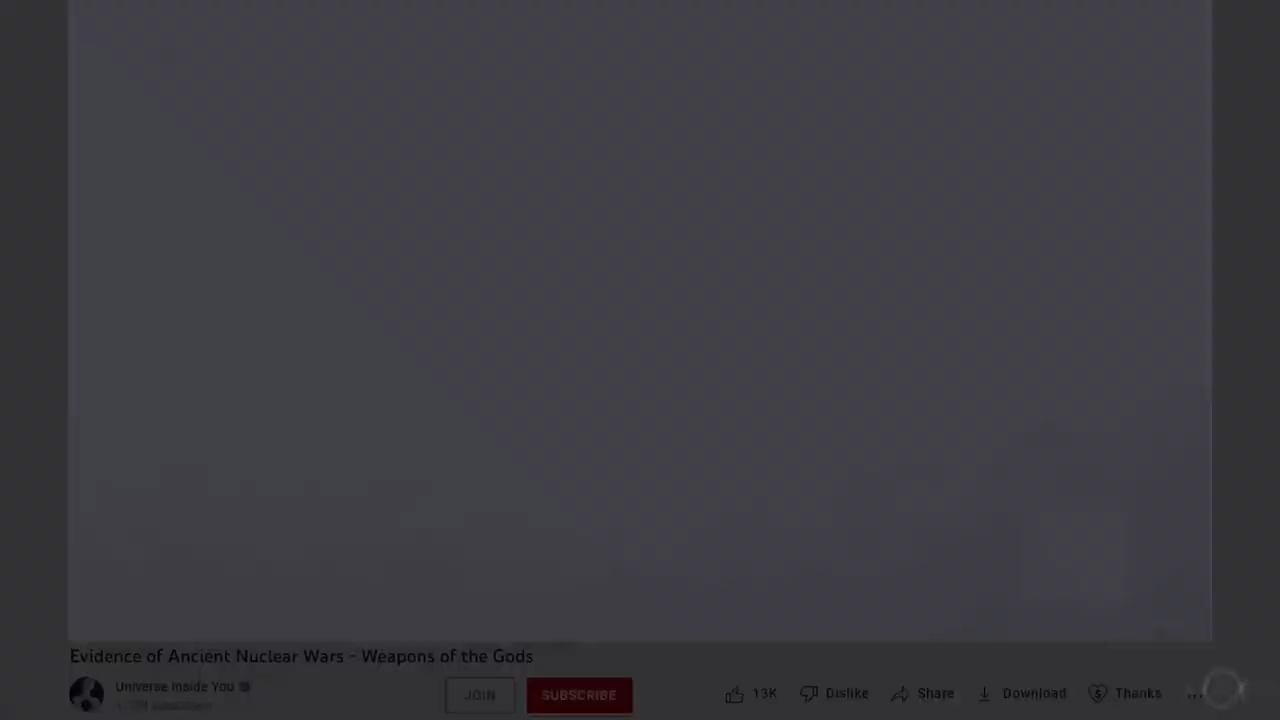 Evidence of Ancient Nuclear Wars - Weapons of the Gods
Universe Inside You
JOIN
SUBSCRIBE
13K
Dislike
Share
Download
Thanks
...